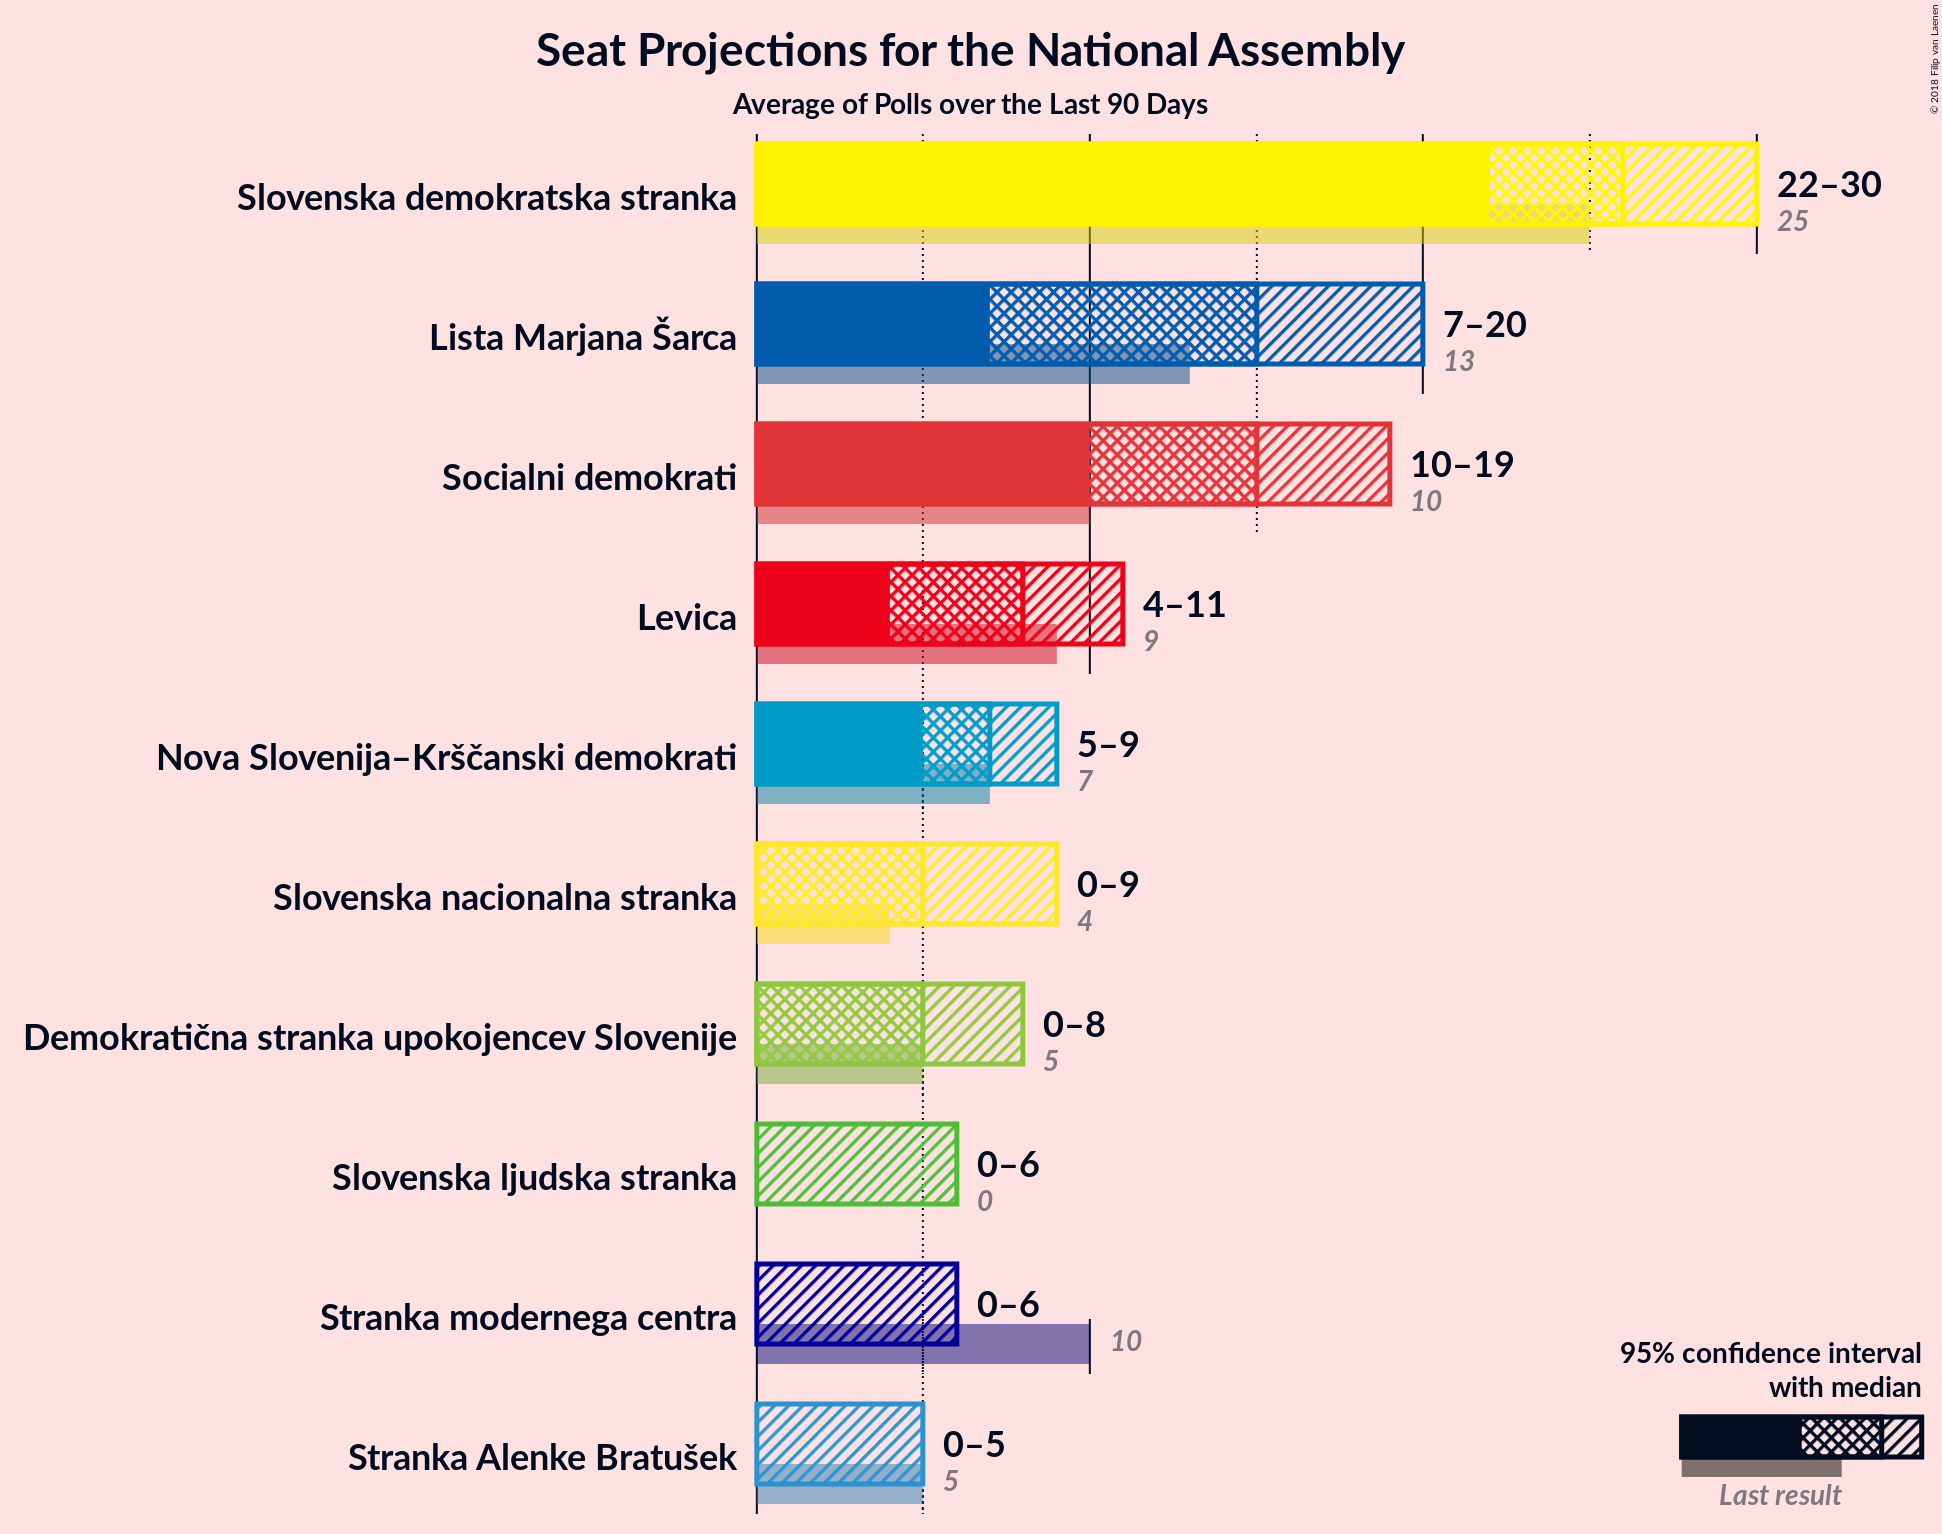 Seat Projections for the National Assembly
Average of Polls over the Last 90 Days
© 2018 Filip van Laenen
Slovenska demokratska stranka
22–30
25
Lista Marjana Šarca
7–20
13
Socialni demokrati
10–19
10
Levica
4–11
9
Nova Slovenija–Krščanski demokrati
5–9
7
Slovenska nacionalna stranka
0–9
4
Demokratična stranka upokojencev Slovenije
0–8
5
Slovenska ljudska stranka
0–6
0
Stranka modernega centra
0–6
10
Stranka Alenke Bratušek
0–5
5
95% confidence interval
with median
Last result